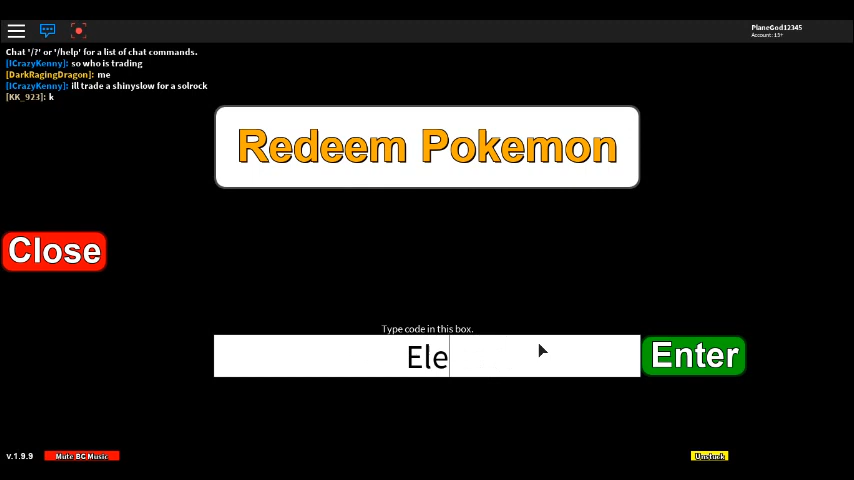 PlaneGod12345
Account: 13+
Chat '/?' or '/help' for a list of chat commands.
[ICrazyKenny]: so who is trading
[DarkRagingDragon]: me
[ICrazyKenny]: ill trade a shinyslow for a solrock
[KK_923]: k
Redeem Pokemon
Close
Type code in this box.
Ele
Enter
v.1.9.9
Mute BC Music
Unstuck